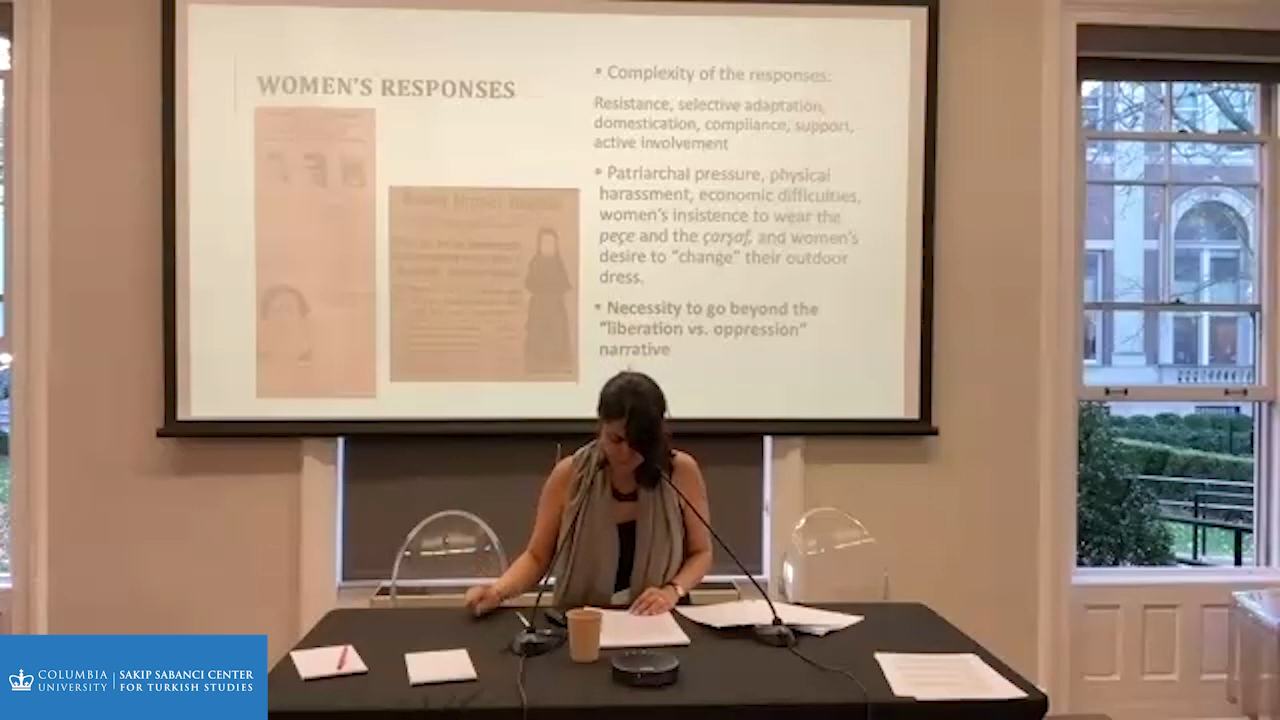 WOMEN'S RESPONSES
• Complexity of the responses:
Resistance, selective adaptation,
domestication, compliance, support,
active involvement
• Patriarchal pressure, physical
harassment, economic difficulties,
women's insistence to wear the
peçe and the çarşaf, and women's
desire to "change" their outdoor
dress.
• Necessity to go beyond the
"liberation vs. oppression"
narrative
COLUMBIA
UNIVERSITY
SAKIP SABANCI CENTER
FOR TURKISH STUDIES